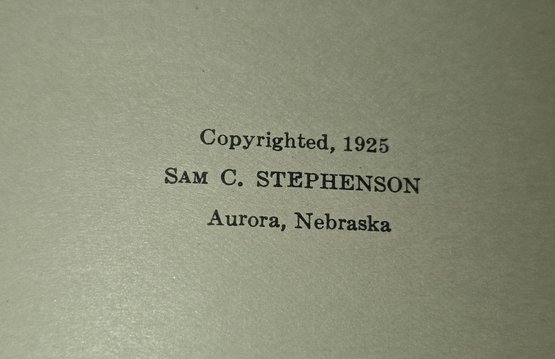 Copyrighted, 1925
SAM C. STEPHENSON
Aurora, Nebraska